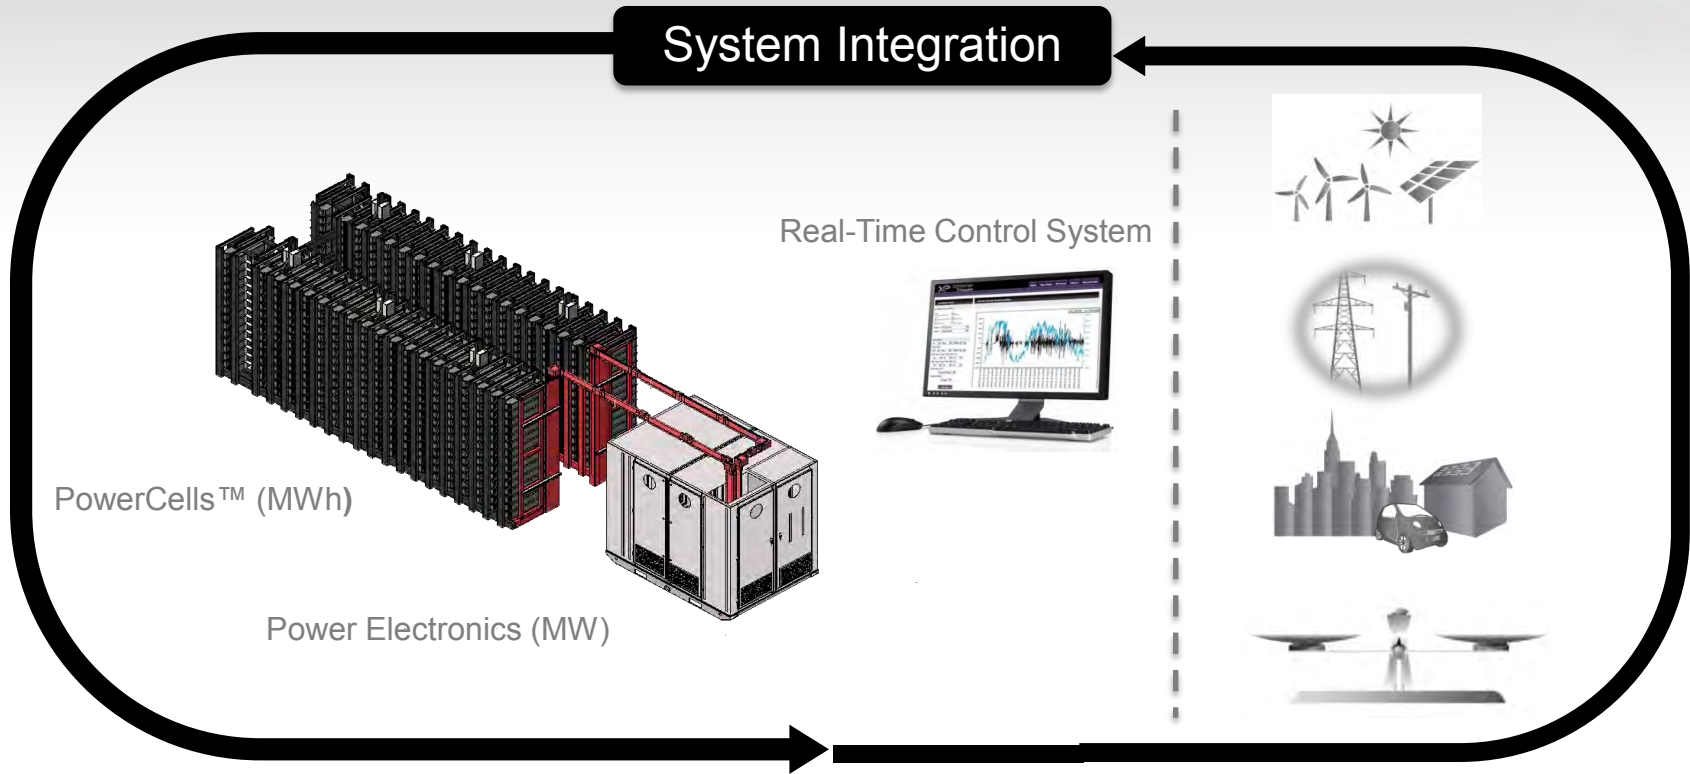 System Integration
Real-Time Control System
PowerCells™ (MWh)
Power Electronics (MW)